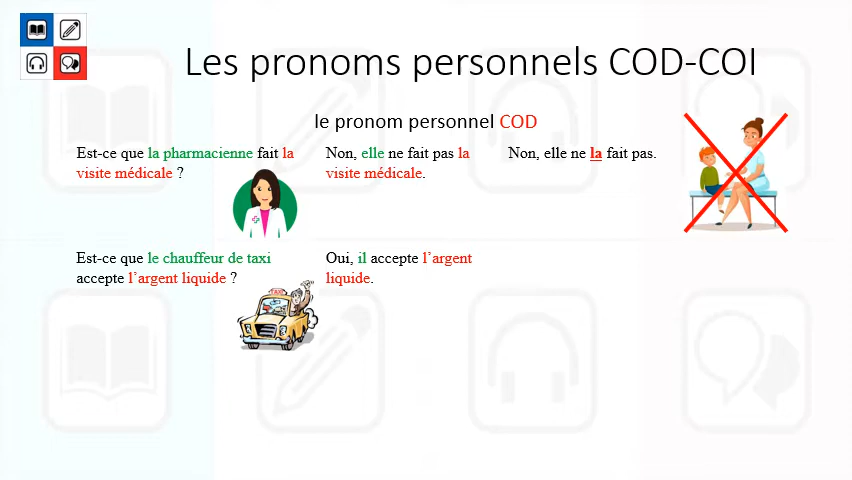 Les pronoms personnels COD-COI
le pronom personnel COD
Est-ce que la pharmacienne fait la
visite médicale ?
Non, elle ne fait pas la
visite médicale.
Non, elle ne la fait pas.
Est-ce que le chauffeur de taxi
accepte l’argent liquide ?
Oui, il accepte l’argent
liquide.
TAXI